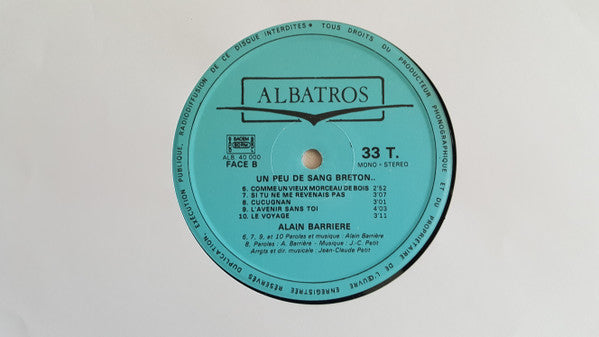 TOUS DROITS DU PRODUCTEUR PHONOGRAPHIQUE ET DU PROPRIETAIRE DE L'ŒUVRE ENREGISTREE RÉSERVÉS DUPLICATION, EXÉCUTION PUBLIQUE, RADIODIFFUSION DE CE DISQUE INTERDITES •
ALBATROS
SACEM
ALB. 40 000
FACE B
33 T.
MONO - STEREO
UN PEU DE SANG BRETON..
6. COMME UN VIEUX MORCEAU DE BOIS 2'52
7. SI TU NE ME REVENAIS PAS 3'07
8. CUCUGNAN 3'01
9. L'AVENIR SANS TOI 4'03
10. LE VOYAGE 3'11
ALAIN BARRIERE
6, 7, 9, et 10 Paroles et musique : Alain Barrière
8. Paroles : A. Barrière - Musique : J.-C. Petit
Arrgts et dir. musicale : Jean-Claude Petit